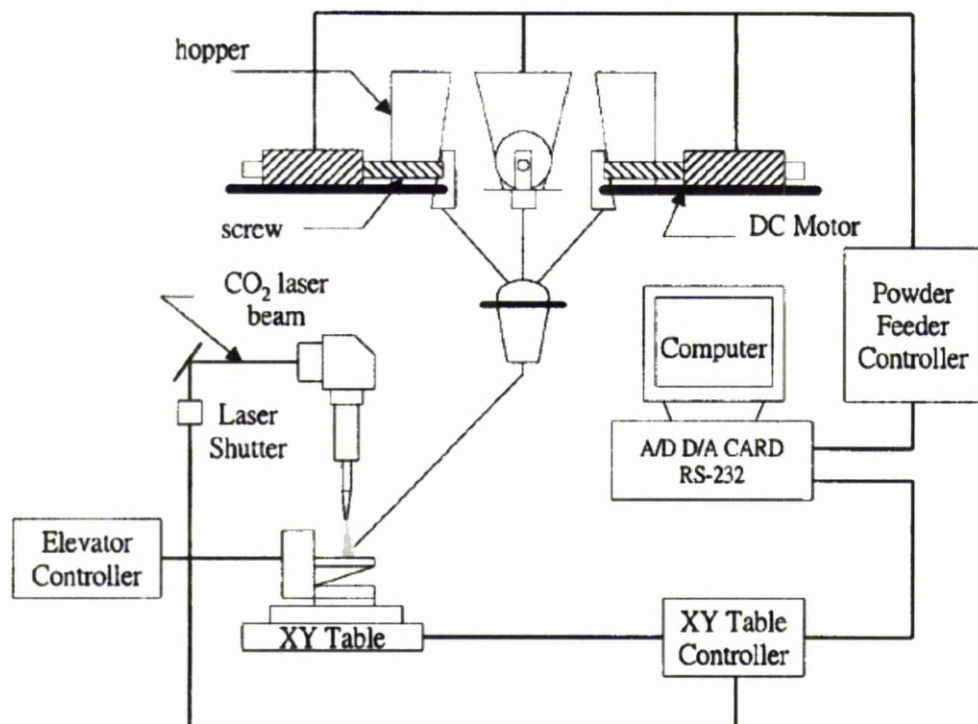 hopper
screw
DC Motor
CO₂ laser
beam
Powder
Feeder
Controller
Computer
Laser
Shutter
A/D D/A CARD
RS-232
Elevator
Controller
XY Table
XY Table
Controller